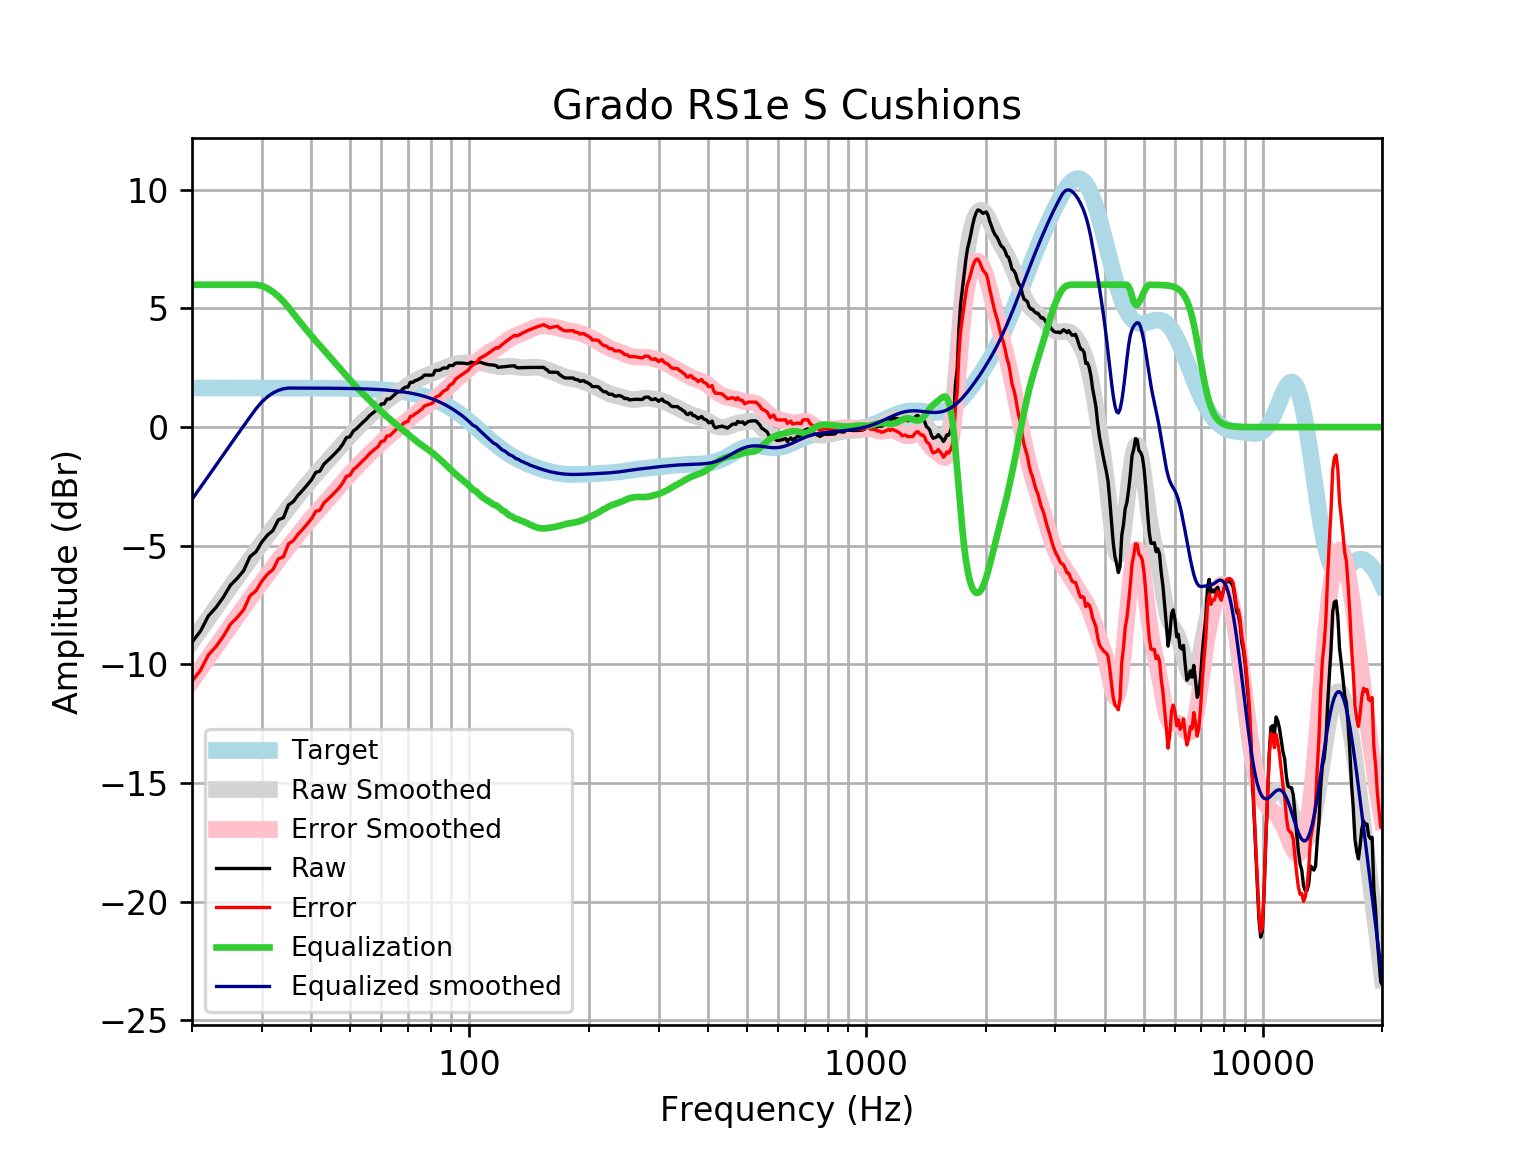 Grado RS1e S Cushions
10
5
0
−5
−10
−15
−20
−25
Amplitude (dBr)
Target
Raw Smoothed
Error Smoothed
Raw
Error
Equalization
Equalized smoothed
100 1000 10000
Frequency (Hz)